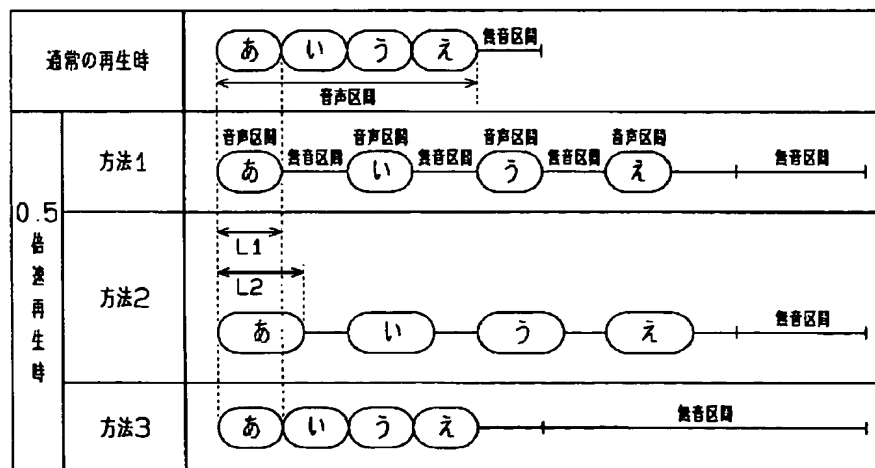 通常の再生時
あ い う え 無音区間
音声区間
0.5倍速再生時
方法1
音声区間 音声区間 音声区間 音声区間
あ 無音区間 い 無音区間 う 無音区間 え 無音区間
方法2
L1
L2
あ い う え 無音区間
方法3
あ い う え 無音区間